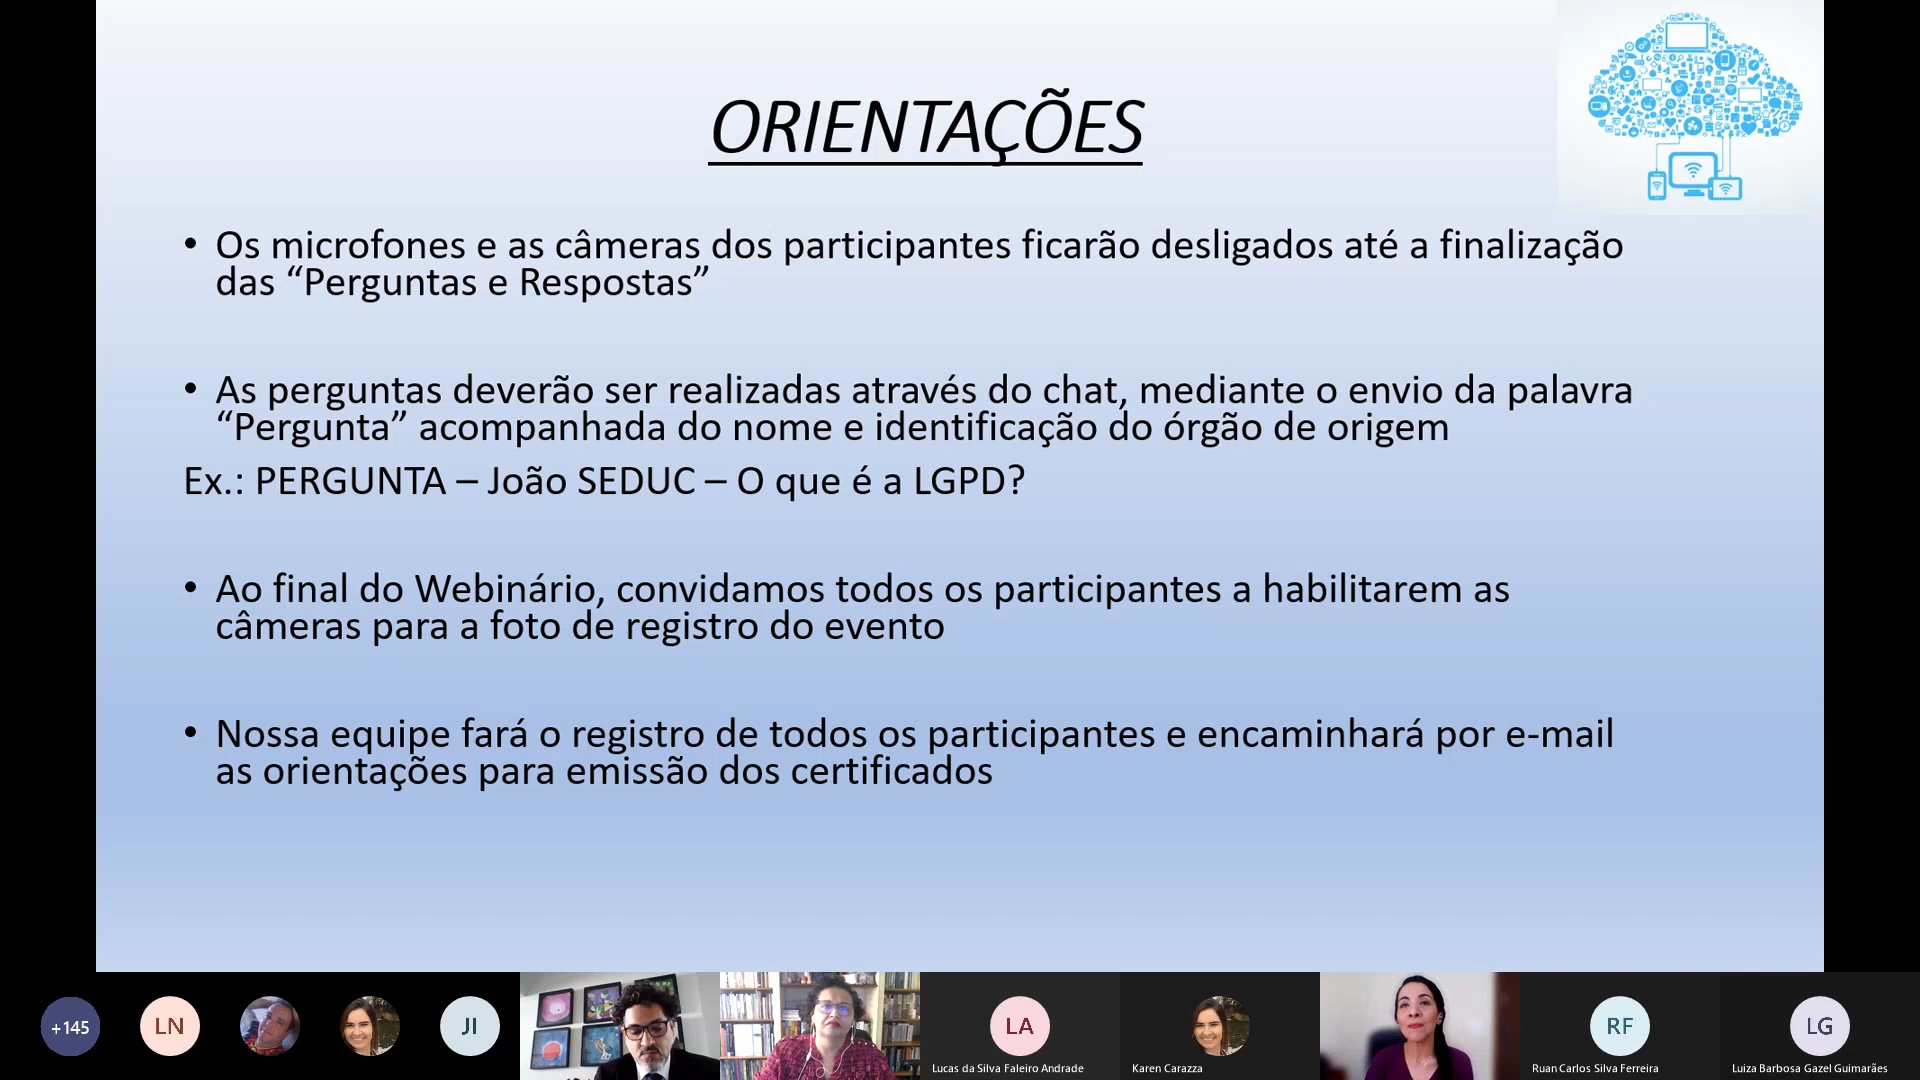 ORIENTAÇÕES
• Os microfones e as câmeras dos participantes ficarão desligados até a finalização
das “Perguntas e Respostas”
• As perguntas deverão ser realizadas através do chat, mediante o envio da palavra
“Pergunta” acompanhada do nome e identificação do órgão de origem
Ex.: PERGUNTA – João SEDUC – O que é a LGPD?
• Ao final do Webinário, convidamos todos os participantes a habilitarem as
câmeras para a foto de registro do evento
• Nossa equipe fará o registro de todos os participantes e encaminhará por e-mail
as orientações para emissão dos certificados
+145
LN
JI
LA
RF
LG
Lucas da Silva Faleiro Andrade
Karen Carazza
Ruan Carlos Silva Ferreira
Luiza Barbosa Gazel Guimarães